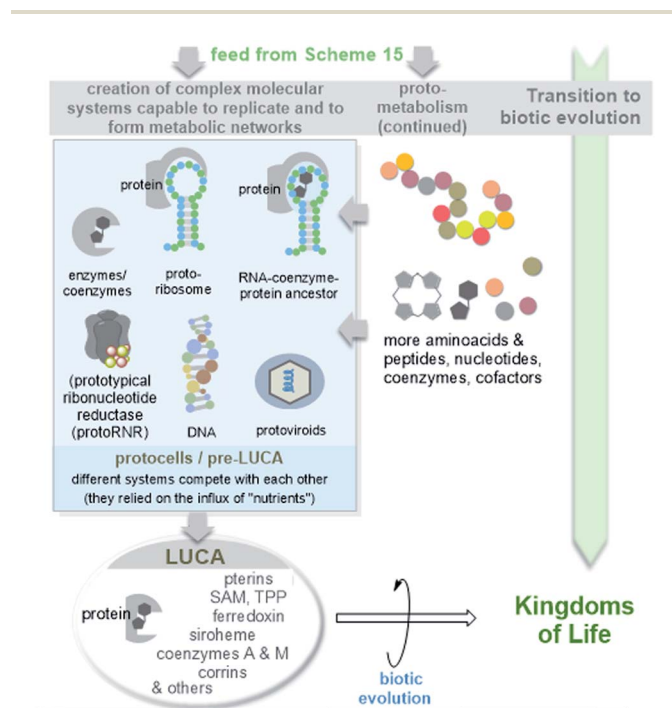 feed from Scheme 15
creation of complex molecular
systems capable to replicate and to
form metabolic networks
proto-
metabolism
(continued)
Transition to
biotic evolution
protein
protein
enzymes/
coenzymes
proto-
ribosome
RNA-coenzyme-
protein ancestor
more aminoacids &
peptides, nucleotides,
coenzymes, cofactors
(prototypical
ribonucleotide
reductase
(protoRNR)
DNA
protoviroids
protocells / pre-LUCA
different systems compete with each other
(they relied on the influx of "nutrients")
LUCA
protein
pterins
SAM, TPP
ferredoxin
siroheme
coenzymes A & M
corrins
& others
biotic
evolution
Kingdoms
of Life